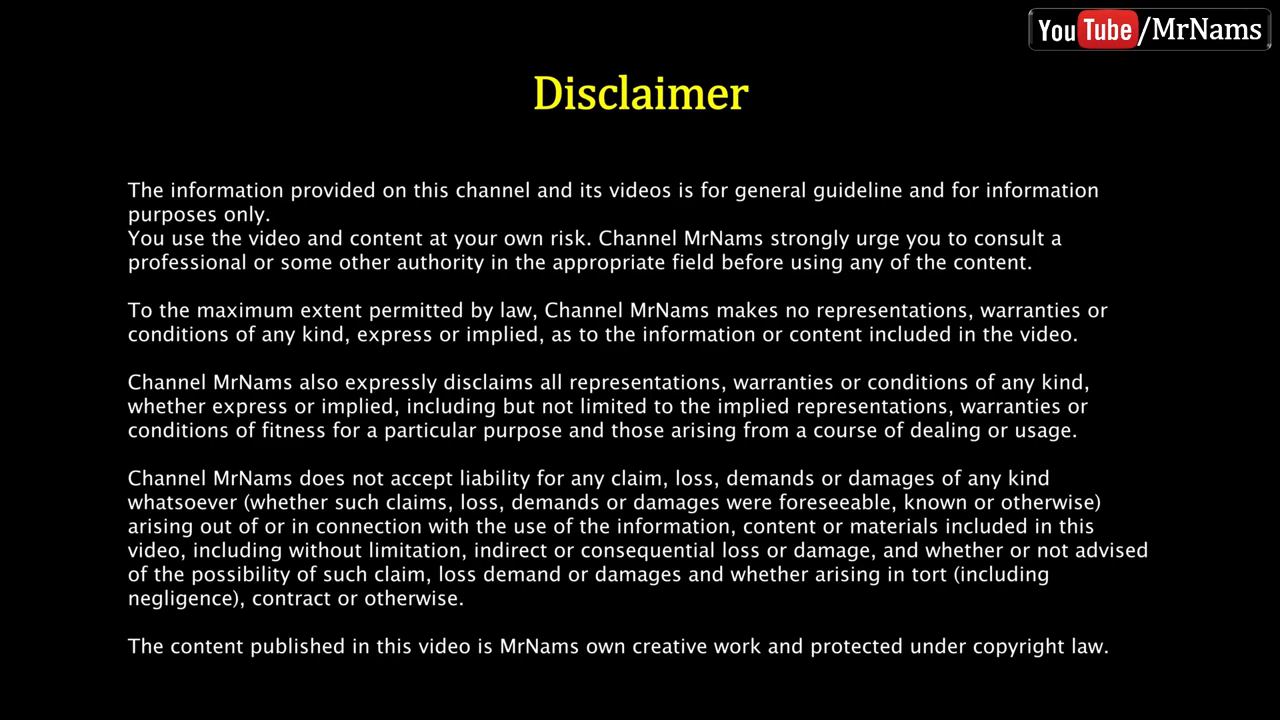 YouTube/MrNams
Disclaimer
The information provided on this channel and its videos is for general guideline and for information
purposes only.
You use the video and content at your own risk. Channel MrNams strongly urge you to consult a
professional or some other authority in the appropriate field before using any of the content.
To the maximum extent permitted by law, Channel MrNams makes no representations, warranties or
conditions of any kind, express or implied, as to the information or content included in the video.
Channel MrNams also expressly disclaims all representations, warranties or conditions of any kind,
whether express or implied, including but not limited to the implied representations, warranties or
conditions of fitness for a particular purpose and those arising from a course of dealing or usage.
Channel MrNams does not accept liability for any claim, loss, demands or damages of any kind
whatsoever (whether such claims, loss, demands or damages were foreseeable, known or otherwise)
arising out of or in connection with the use of the information, content or materials included in this
video, including without limitation, indirect or consequential loss or damage, and whether or not advised
of the possibility of such claim, loss demand or damages and whether arising in tort (including
negligence), contract or otherwise.
The content published in this video is MrNams own creative work and protected under copyright law.